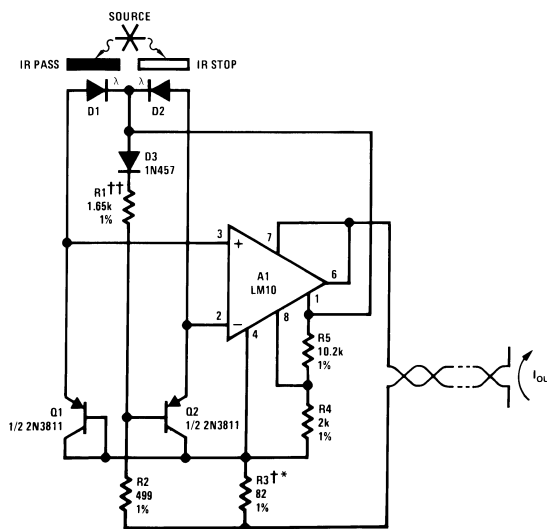 SOURCE
IR PASS
IR STOP
λ
λ
D1
D2
D3
1N457
R1††
1.65k
1%
3
+
7
A1
LM10
6
1
2
−
8
4
R5
10.2k
1%
Q1
1/2 2N3811
Q2
1/2 2N3811
R4
2k
1%
IOU
R2
499
1%
R3†*
82
1%